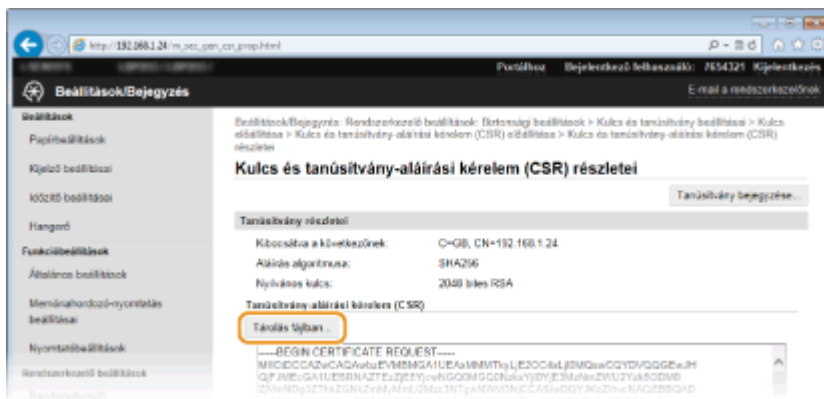 http://192.168.1.24/m_sec_gen_csr_prop.html
Portálhoz Bejelentkező felhasználó: 7654321 Kijelentkezés
Beállítások/Bejegyzés E-mail a rendszerkezelőnek
Beállítások
Papírbeállítások
Kijelző beállításai
Időzítő beállításai
Hangerő
Funkcióbeállítások
Általános beállítások
Memóriahordozó-nyomtatás
beállításai
Nyomtatóbeállítások
Rendszerkezelő beállítások
Beállítások/Bejegyzés: Rendszerkezelő beállítások: Biztonsági beállítások > Kulcs és tanúsítvány beállításai > Kulcs
előállítása > Kulcs és tanúsítvány-aláírási kérelem (CSR) előállítása > Kulcs és tanúsítvány-aláírási kérelem (CSR)
részletei
Kulcs és tanúsítvány-aláírási kérelem (CSR) részletei
Tanúsítvány bejegyzése...
Tanúsítvány részletei
Kibocsátva a következőnek: C=GB, CN=192.168.1.24
Aláírás algoritmusa: SHA256
Nyilvános kulcs: 2048 bites RSA
Tanúsítvány-aláírási kérelem (CSR)
Tárolás fájlban...
-----BEGIN CERTIFICATE REQUEST-----